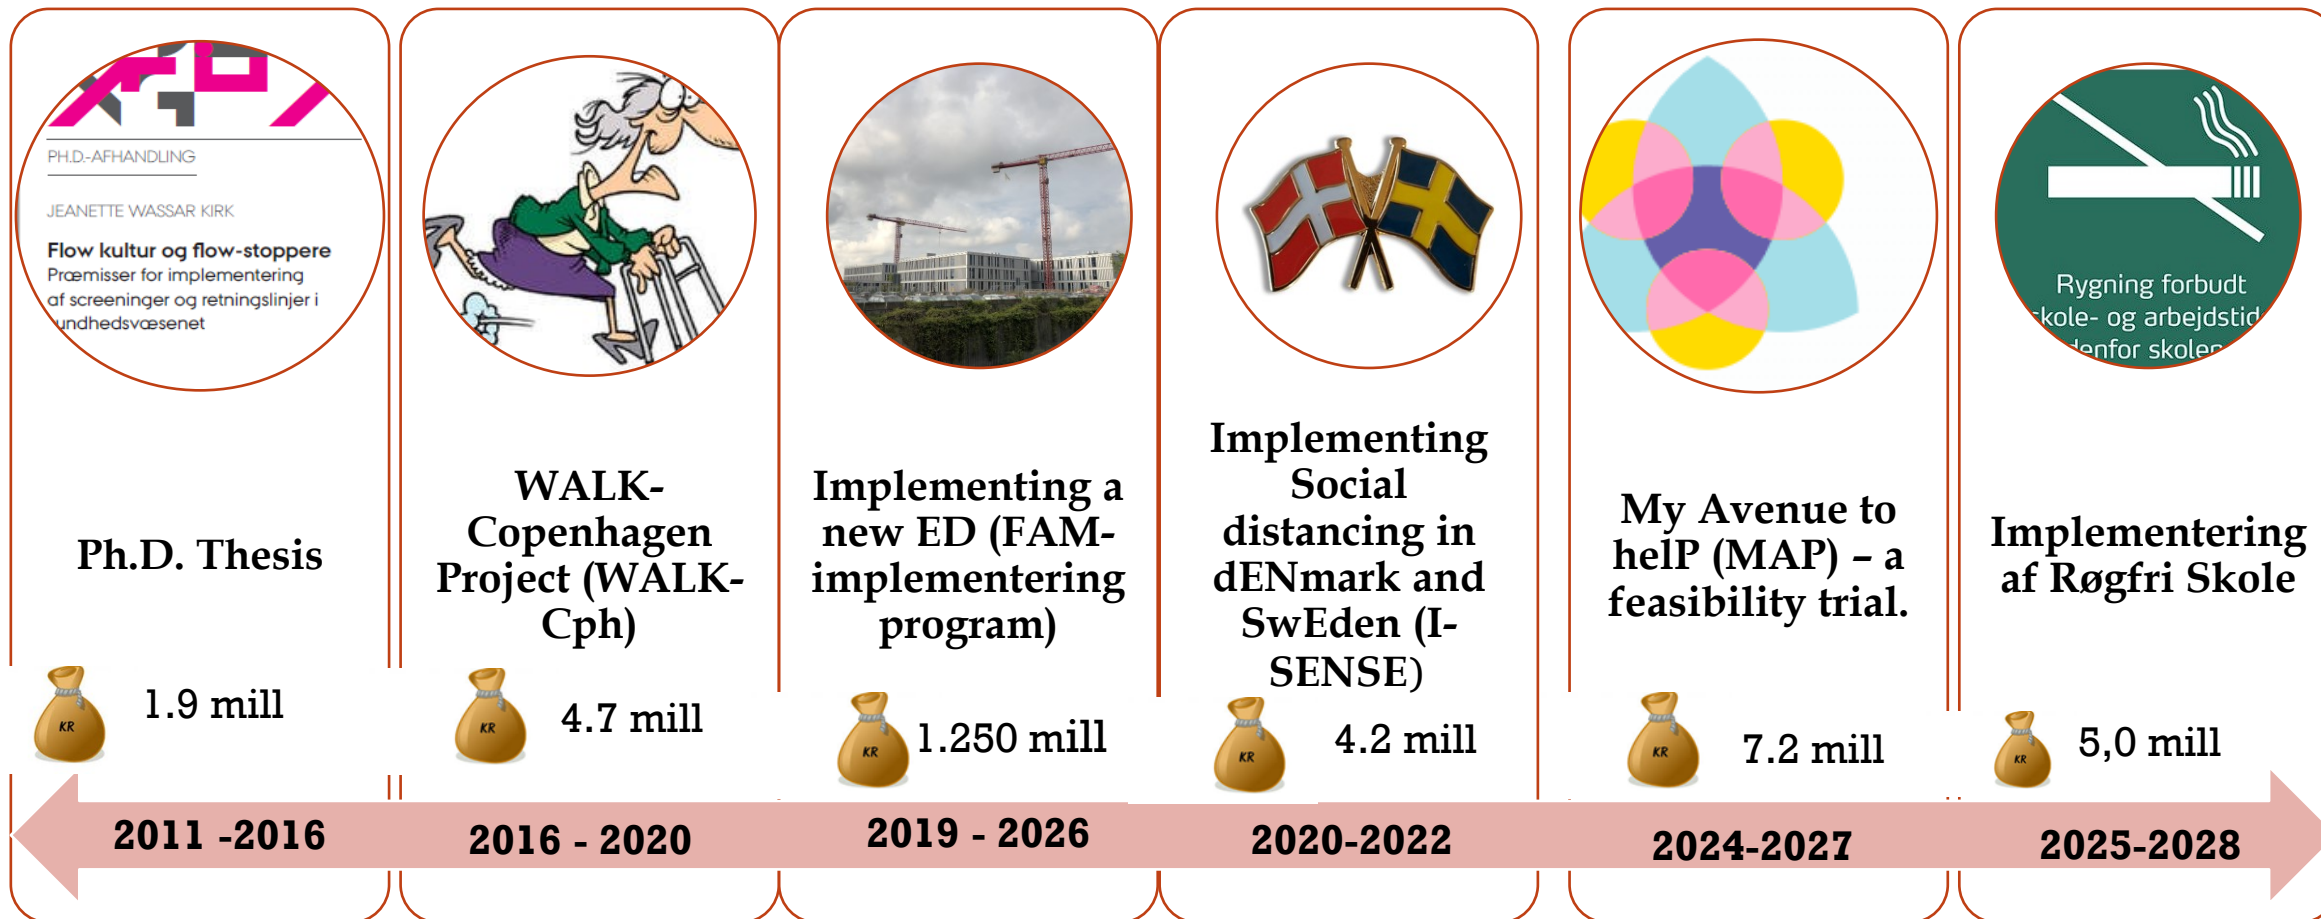 PH.D.-AFHANDLING
JEANETTE WASSAR KIRK
Flow kultur og flow-stoppere
Præmisser for implementering
af screeninger og retningslinjer i
Ph.D. Thesis
KR
1.9 mill
2011 -2016
WALK-
Copenhagen
Project (WALK-
Cph)
KR
4.7 mill
2016 - 2020
Implementing a
new ED (FAM-
implementering
program)
KR
1.250 mill
2019 - 2026
Implementing
Social
distancing in
dENmark and
SwEden (I-
SENSE)
KR
4.2 mill
2020-2022
My Avenue to
helP (MAP) – a
feasibility trial.
KR
7.2 mill
2024-2027
Rygning forbudt
og arbejdstid
Implementering
af Røgfri Skole
KR
5,0 mill
2025-2028